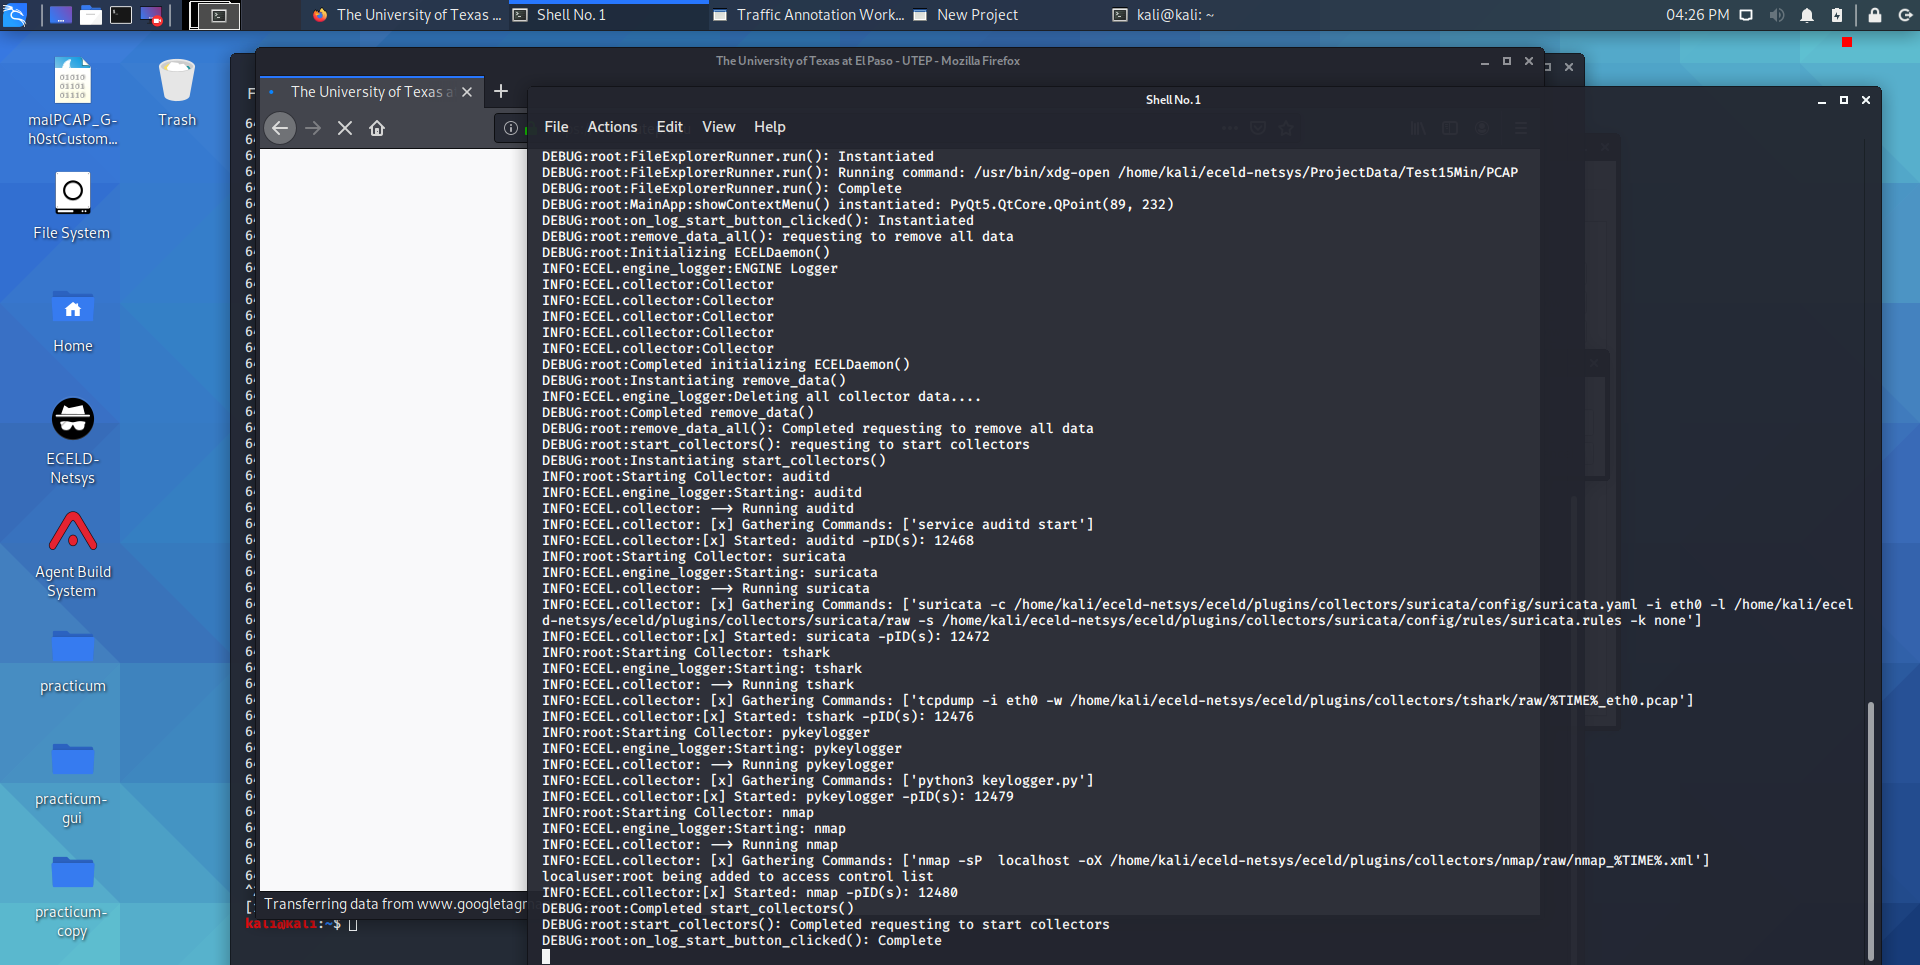 The University of Texas ...
Shell No. 1
Traffic Annotation Work...
New Project
kali@kali: ~
04:26 PM
malPCAP_G-
h0stCustom...
Trash
File System
Home
ECELD-
Netsys
Agent Build
System
practicum
practicum-
gui
practicum-
copy
The University of Texas at El Paso - UTEP - Mozilla Firefox
The University of Texas a
Transferring data from www.googletagm
kali@kali:~$
Shell No. 1
File Actions Edit View Help
DEBUG:root:FileExplorerRunner.run(): Instantiated
DEBUG:root:FileExplorerRunner.run(): Running command: /usr/bin/xdg-open /home/kali/eceld-netsys/ProjectData/Test15Min/PCAP
DEBUG:root:FileExplorerRunner.run(): Complete
DEBUG:root:MainApp:showContextMenu() instantiated: PyQt5.QtCore.QPoint(89, 232)
DEBUG:root:on_log_start_button_clicked(): Instantiated
DEBUG:root:remove_data_all(): requesting to remove all data
DEBUG:root:Initializing ECELDaemon()
INFO:ECEL.engine_logger:ENGINE Logger
INFO:ECEL.collector:Collector
INFO:ECEL.collector:Collector
INFO:ECEL.collector:Collector
INFO:ECEL.collector:Collector
INFO:ECEL.collector:Collector
DEBUG:root:Completed initializing ECELDaemon()
DEBUG:root:Instantiating remove_data()
INFO:ECEL.engine_logger:Deleting all collector data....
DEBUG:root:Completed remove_data()
DEBUG:root:remove_data_all(): Completed requesting to remove all data
DEBUG:root:start_collectors(): requesting to start collectors
DEBUG:root:Instantiating start_collectors()
INFO:root:Starting Collector: auditd
INFO:ECEL.engine_logger:Starting: auditd
INFO:ECEL.collector: --> Running auditd
INFO:ECEL.collector: [x] Gathering Commands: ['service auditd start']
INFO:ECEL.collector:[x] Started: auditd -pID(s): 12468
INFO:root:Starting Collector: suricata
INFO:ECEL.engine_logger:Starting: suricata
INFO:ECEL.collector: --> Running suricata
INFO:ECEL.collector: [x] Gathering Commands: ['suricata -c /home/kali/eceld-netsys/eceld/plugins/collectors/suricata/config/suricata.yaml -i eth0 -l /home/kali/ecel
d-netsys/eceld/plugins/collectors/suricata/raw -s /home/kali/eceld-netsys/eceld/plugins/collectors/suricata/config/rules/suricata.rules -k none']
INFO:ECEL.collector:[x] Started: suricata -pID(s): 12472
INFO:root:Starting Collector: tshark
INFO:ECEL.engine_logger:Starting: tshark
INFO:ECEL.collector: --> Running tshark
INFO:ECEL.collector: [x] Gathering Commands: ['tcpdump -i eth0 -w /home/kali/eceld-netsys/eceld/plugins/collectors/tshark/raw/%TIME%_eth0.pcap']
INFO:ECEL.collector:[x] Started: tshark -pID(s): 12476
INFO:root:Starting Collector: pykeylogger
INFO:ECEL.engine_logger:Starting: pykeylogger
INFO:ECEL.collector: --> Running pykeylogger
INFO:ECEL.collector: [x] Gathering Commands: ['python3 keylogger.py']
INFO:ECEL.collector:[x] Started: pykeylogger -pID(s): 12479
INFO:root:Starting Collector: nmap
INFO:ECEL.engine_logger:Starting: nmap
INFO:ECEL.collector: --> Running nmap
INFO:ECEL.collector: [x] Gathering Commands: ['nmap -sP  localhost -oX /home/kali/eceld-netsys/eceld/plugins/collectors/nmap/raw/nmap_%TIME%.xml']
localuser:root being added to access control list
INFO:ECEL.collector:[x] Started: nmap -pID(s): 12480
DEBUG:root:Completed start_collectors()
DEBUG:root:start_collectors(): Completed requesting to start collectors
DEBUG:root:on_log_start_button_clicked(): Complete